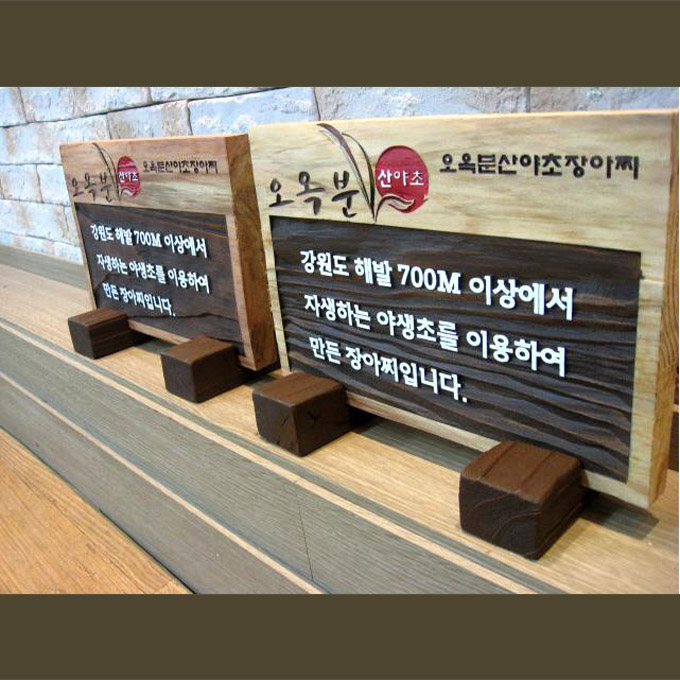 오옥분 산야초 오옥분산야초장아찌
강원도 해발 700M 이상에서
자생하는 야생초를 이용하여
만든 장아찌입니다.
오옥분 산야초 오옥분산야초장아찌
강원도 해발 700M 이상에서
자생하는 야생초를 이용하여
만든 장아찌입니다.